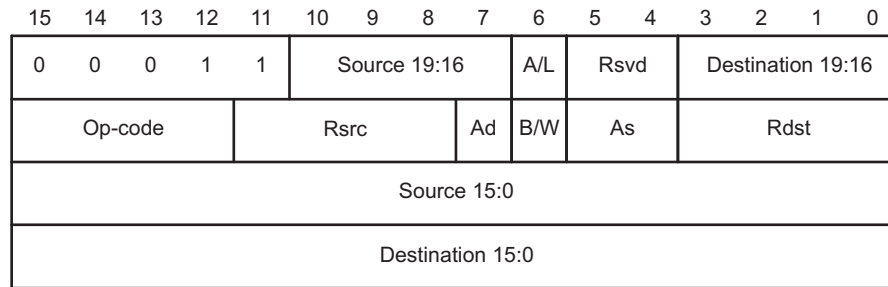 15 14 13 12 11 10 9 8 7 6 5 4 3 2 1 0
0 0 0 1 1 Source 19:16 A/L Rsvd Destination 19:16
Op-code Rsrc Ad B/W As Rdst
Source 15:0
Destination 15:0